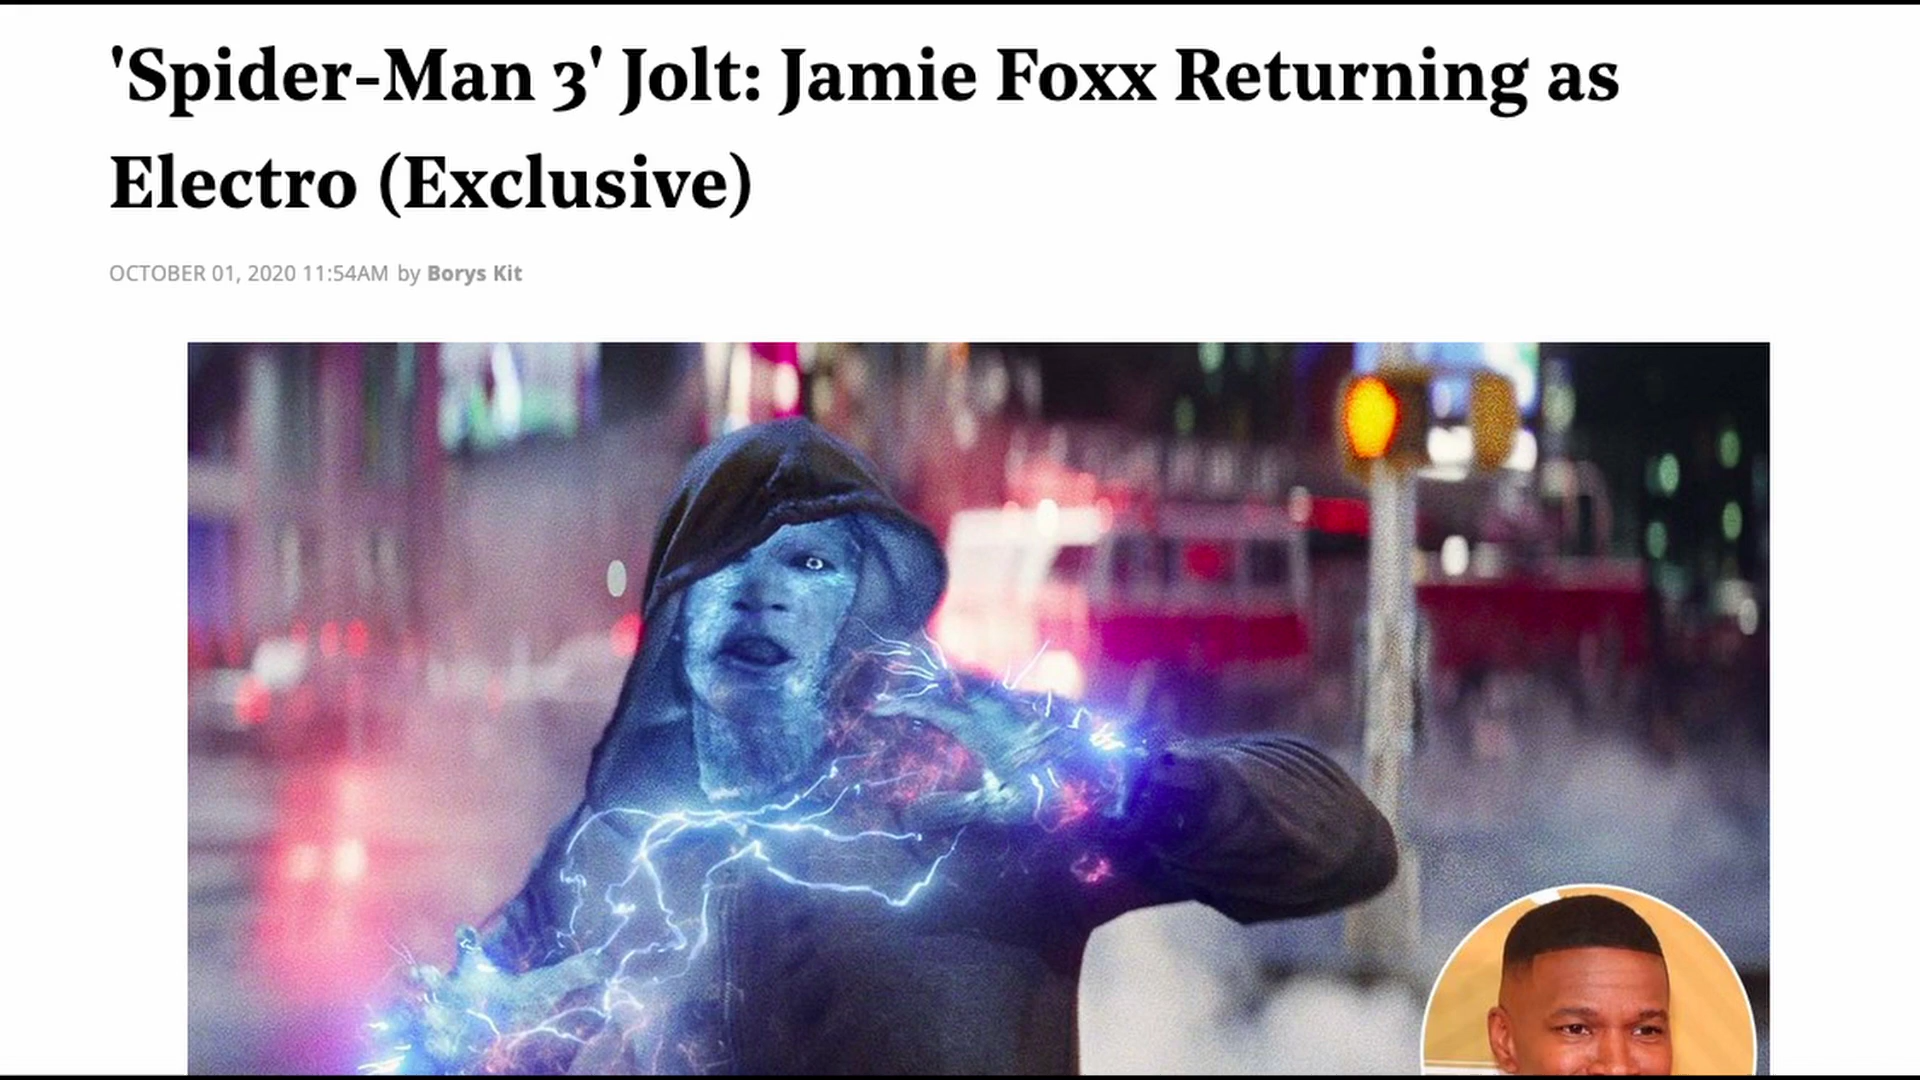 'Spider-Man 3' Jolt: Jamie Foxx Returning as
Electro (Exclusive)
OCTOBER 01, 2020 11:54AM by Borys Kit